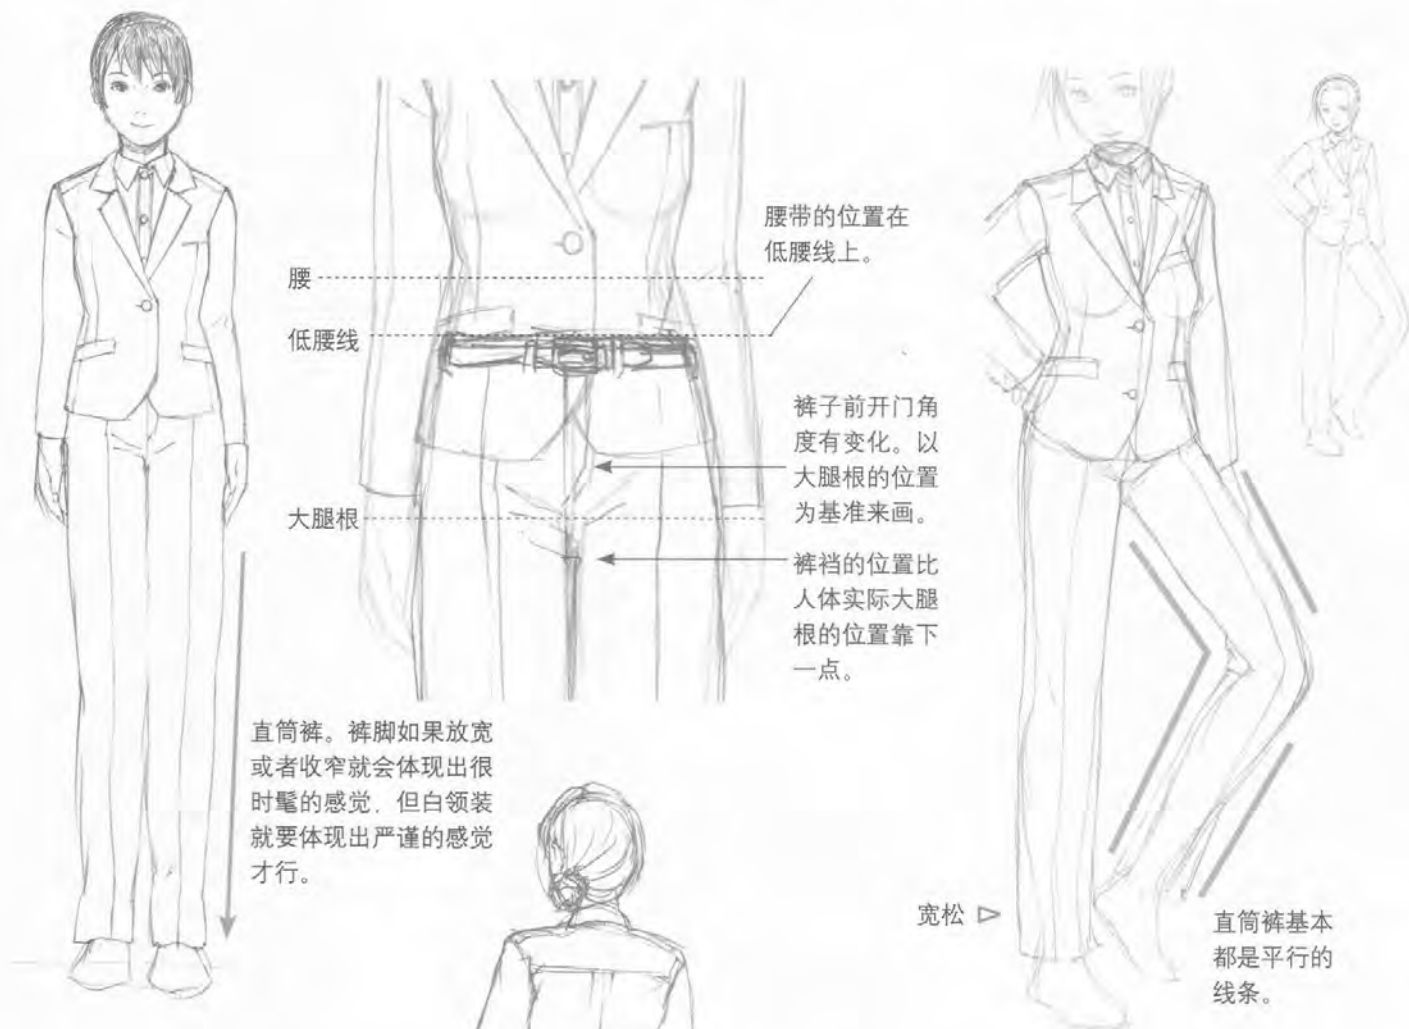 腰带的位置在
低腰线上。
腰
低腰线
裤子前开门角
度有变化。以
大腿根的位置
为基准来画。
大腿根
裤裆的位置比
人体实际大腿
根的位置靠下
一点。
直筒裤。裤脚如果放宽
或者收窄就会体现出很
时髦的感觉，但白领装
就要体现出严谨的感觉
才行。
宽松
直筒裤基本
都是平行的
线条。